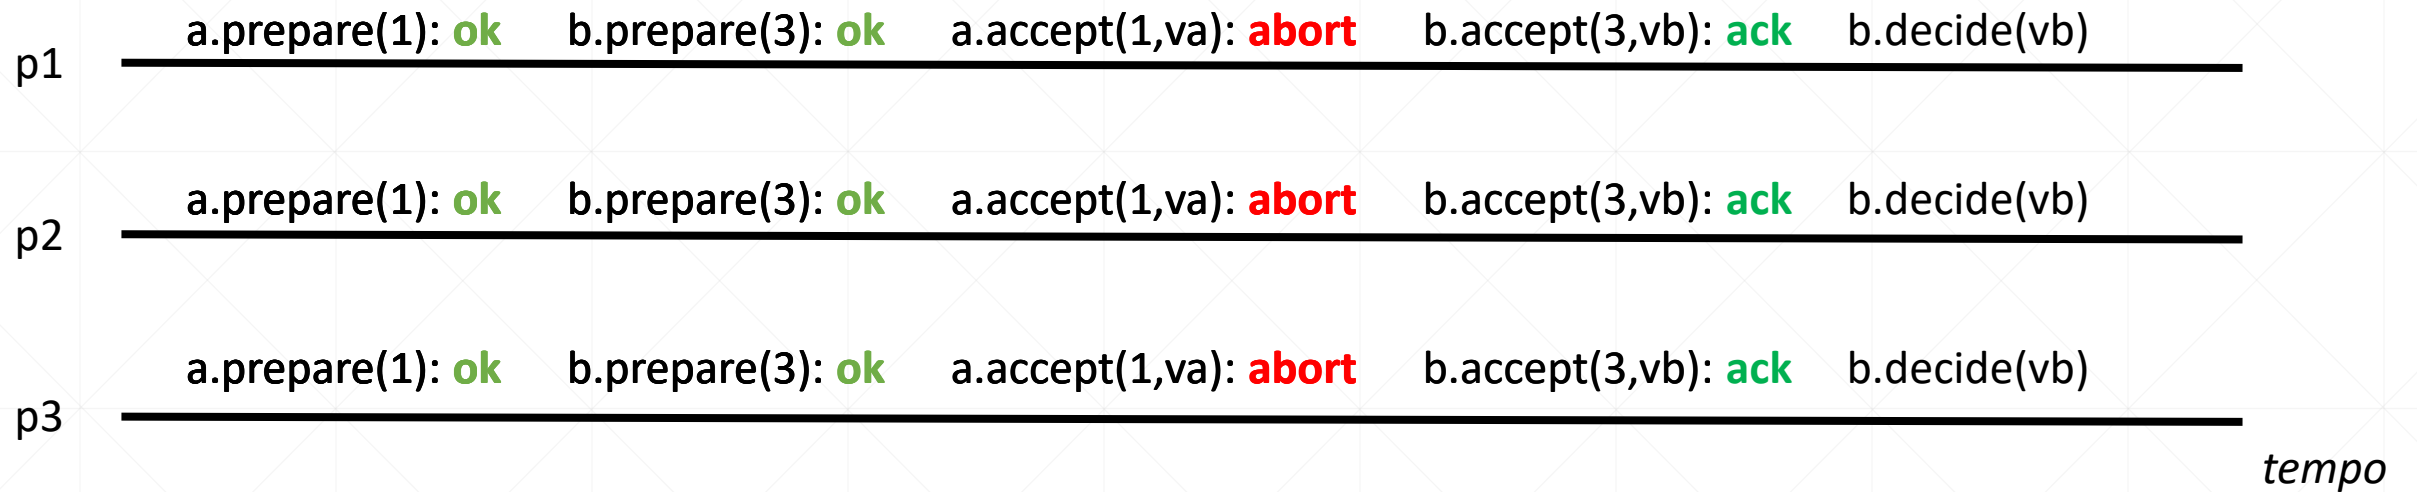 a.prepare(1): ok b.prepare(3): ok a.accept(1,va): abort b.accept(3,vb): ack b.decide(vb)
p1
a.prepare(1): ok b.prepare(3): ok a.accept(1,va): abort b.accept(3,vb): ack b.decide(vb)
p2
a.prepare(1): ok b.prepare(3): ok a.accept(1,va): abort b.accept(3,vb): ack b.decide(vb)
p3
tempo